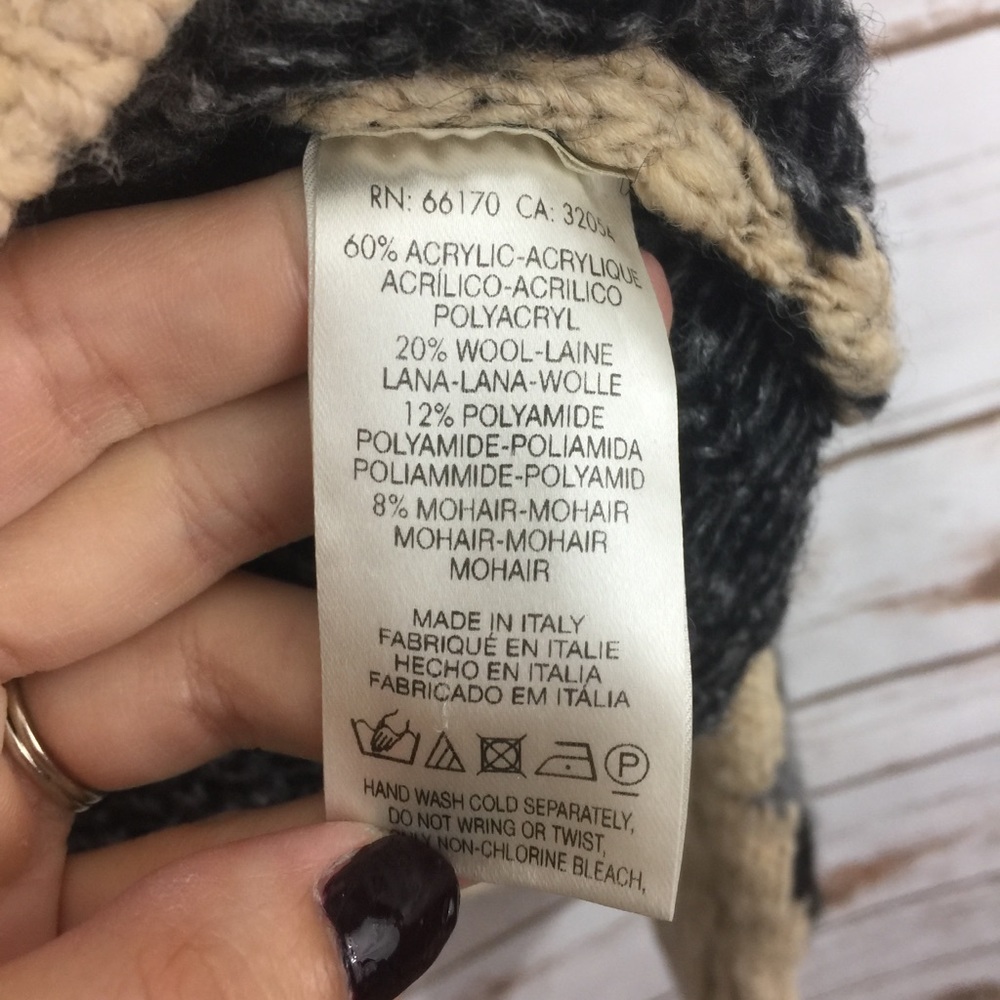 RN: 66170 CA: 32054
60% ACRYLIC-ACRYLIQUE
ACRÍLICO-ACRILICO
POLYACRYL
20% WOOL-LAINE
LANA-LANA-WOLLE
12% POLYAMIDE
POLYAMIDE-POLIAMIDA
POLIAMMIDE-POLYAMID
8% MOHAIR-MOHAIR
MOHAIR-MOHAIR
MOHAIR
MADE IN ITALY
FABRIQUÉ EN ITALIE
HECHO EN ITALIA
FABRICADO EM ITÁLIA
P
HAND WASH COLD SEPARATELY,
DO NOT WRING OR TWIST,
ONLY NON-CHLORINE BLEACH,